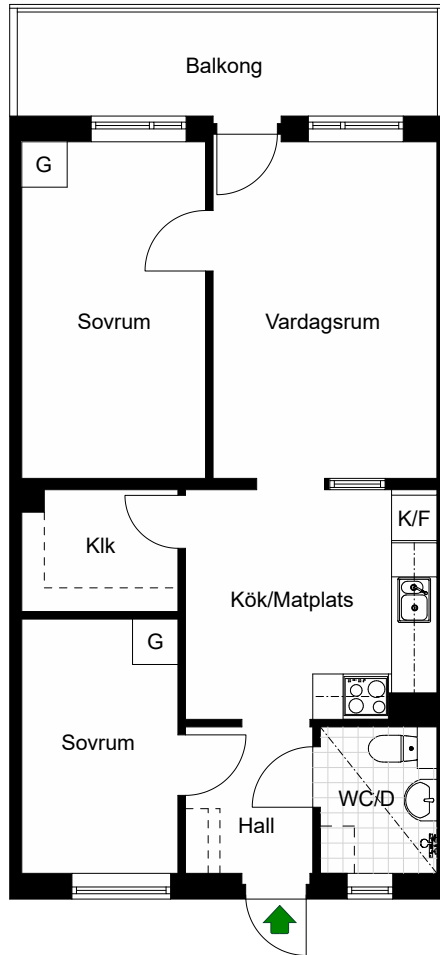 Balkong
G
Sovrum
Vardagsrum
K/F
Klk
Kök/Matplats
G
Sovrum
WC/D
Hall